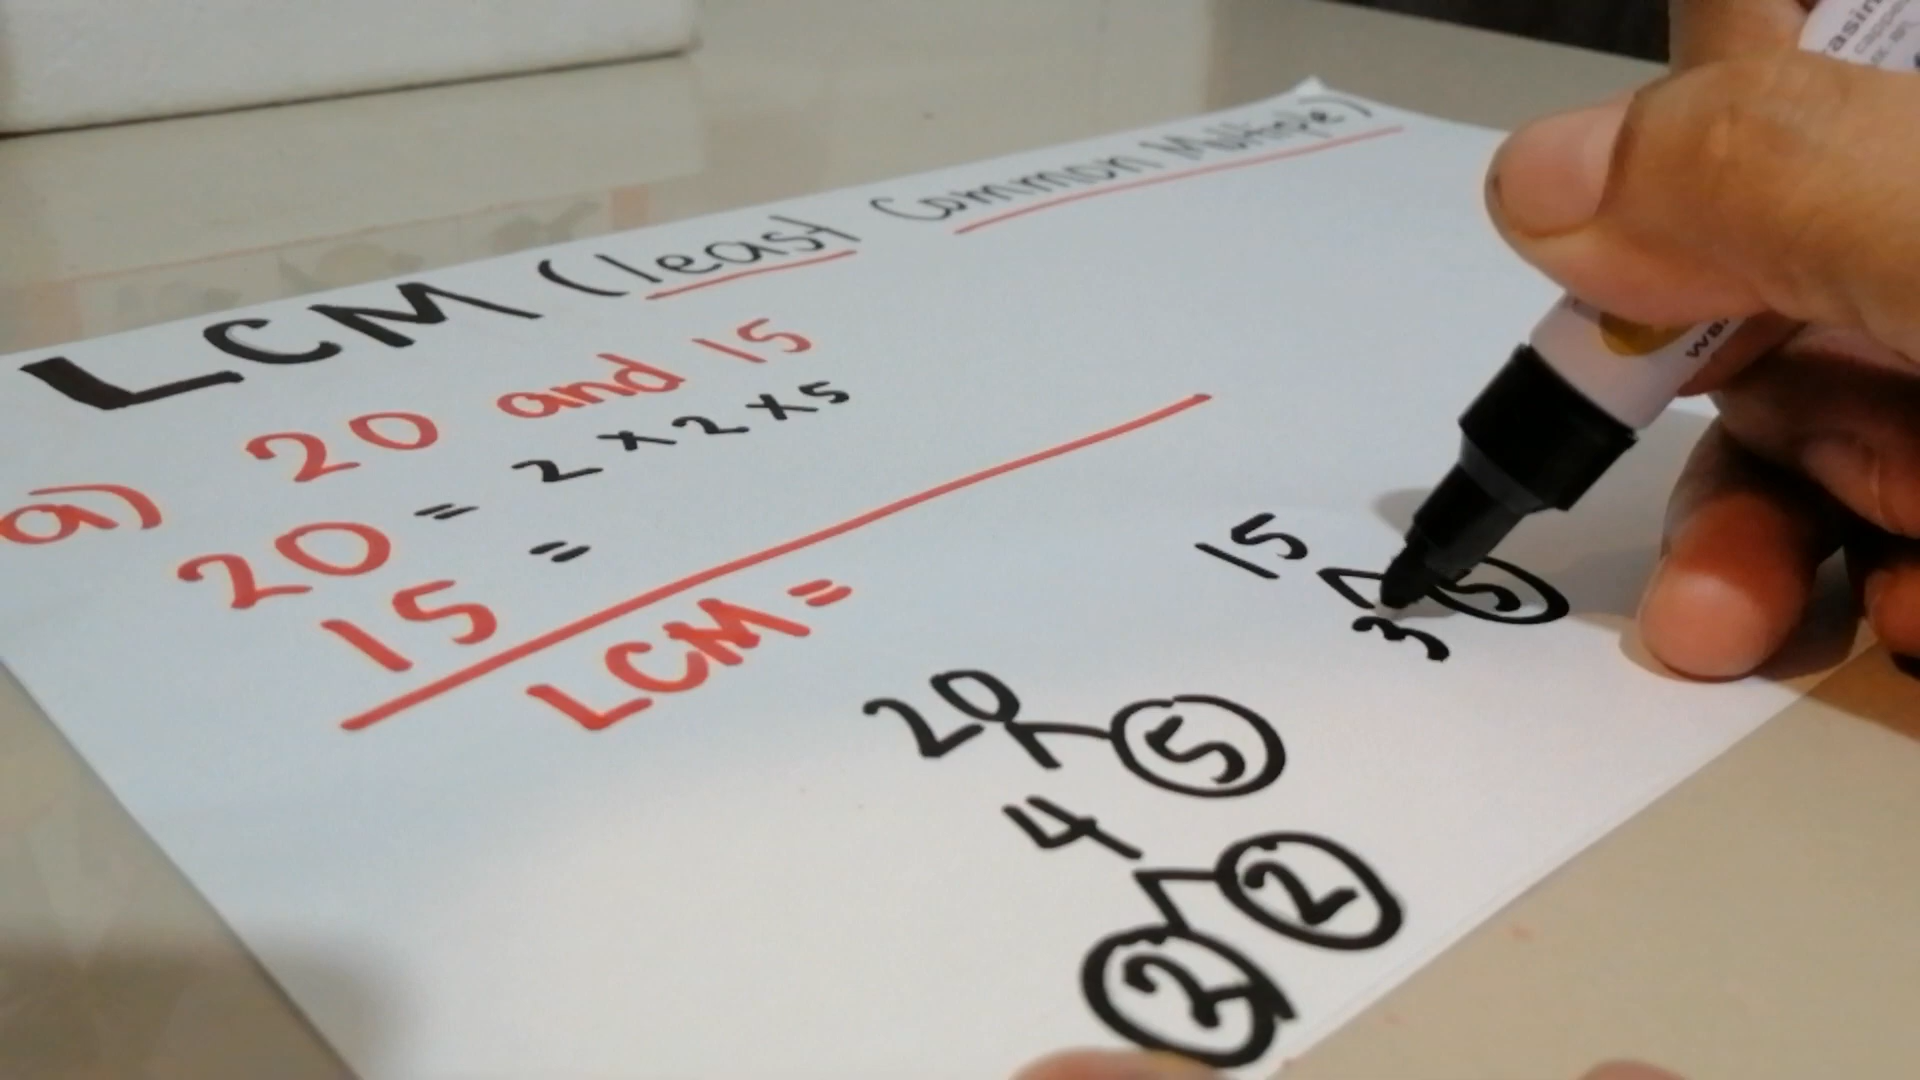 LCM (least Common Multiple)
a) 20 and 15
20 = 2 x 2 x 5
15 =
LCM =
15
3 5
20
5
4
2
2